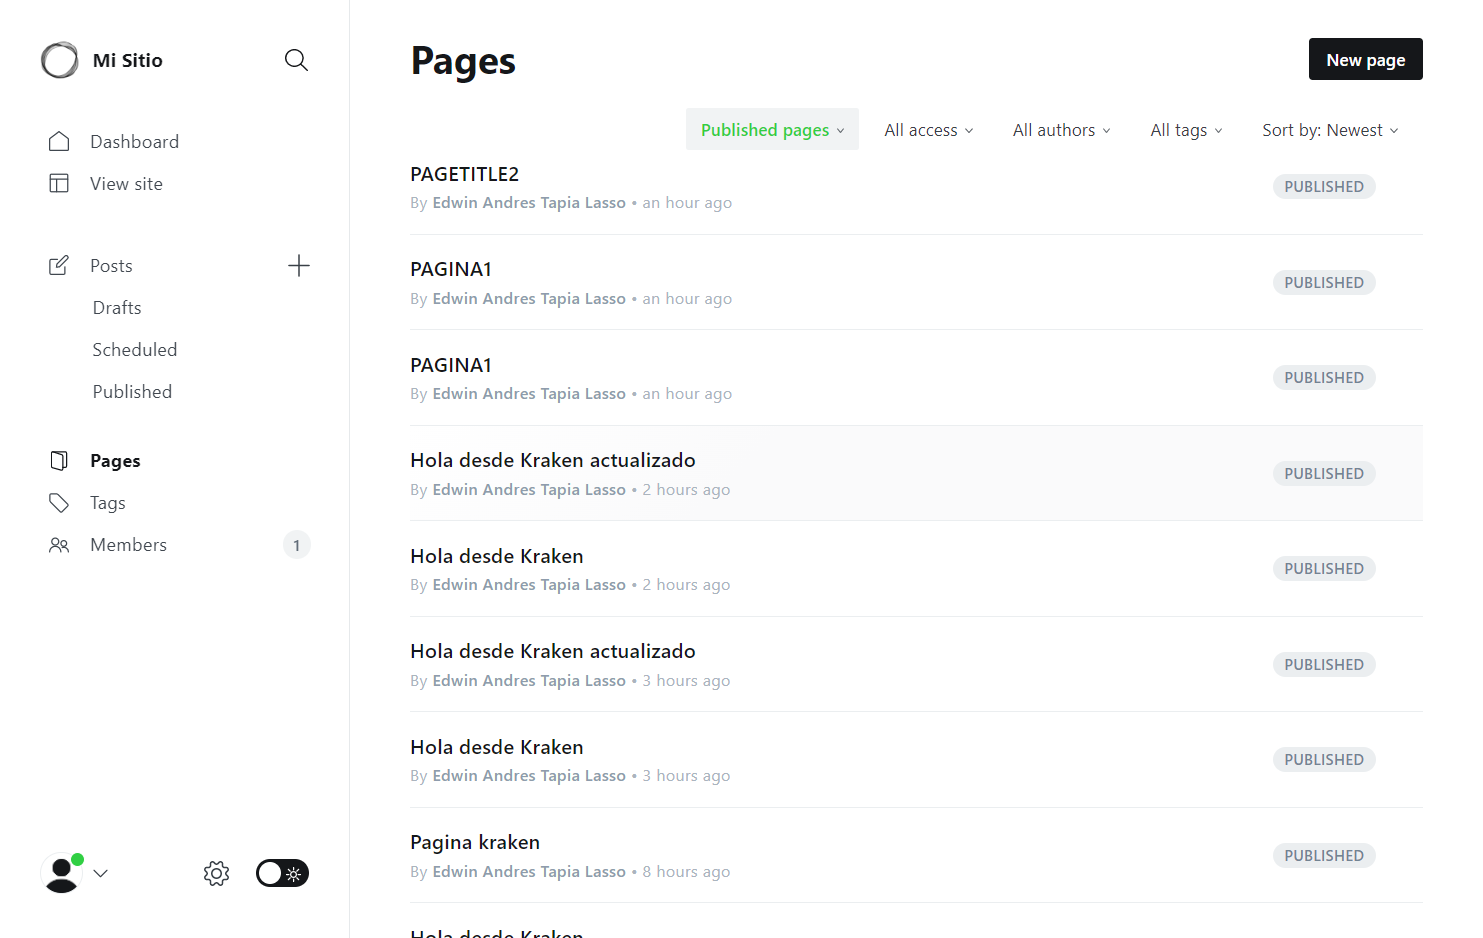 Mi Sitio
Dashboard
View site
Posts
Drafts
Scheduled
Published
Pages
Tags
Members 1
Pages
New page
Published pages All access All authors All tags Sort by: Newest
PAGETITLE2
By Edwin Andres Tapia Lasso • an hour ago
PUBLISHED
PAGINA1
By Edwin Andres Tapia Lasso • an hour ago
PUBLISHED
PAGINA1
By Edwin Andres Tapia Lasso • an hour ago
PUBLISHED
Hola desde Kraken actualizado
By Edwin Andres Tapia Lasso • 2 hours ago
PUBLISHED
Hola desde Kraken
By Edwin Andres Tapia Lasso • 2 hours ago
PUBLISHED
Hola desde Kraken actualizado
By Edwin Andres Tapia Lasso • 3 hours ago
PUBLISHED
Hola desde Kraken
By Edwin Andres Tapia Lasso • 3 hours ago
PUBLISHED
Pagina kraken
By Edwin Andres Tapia Lasso • 8 hours ago
PUBLISHED
Hola desde Kraken